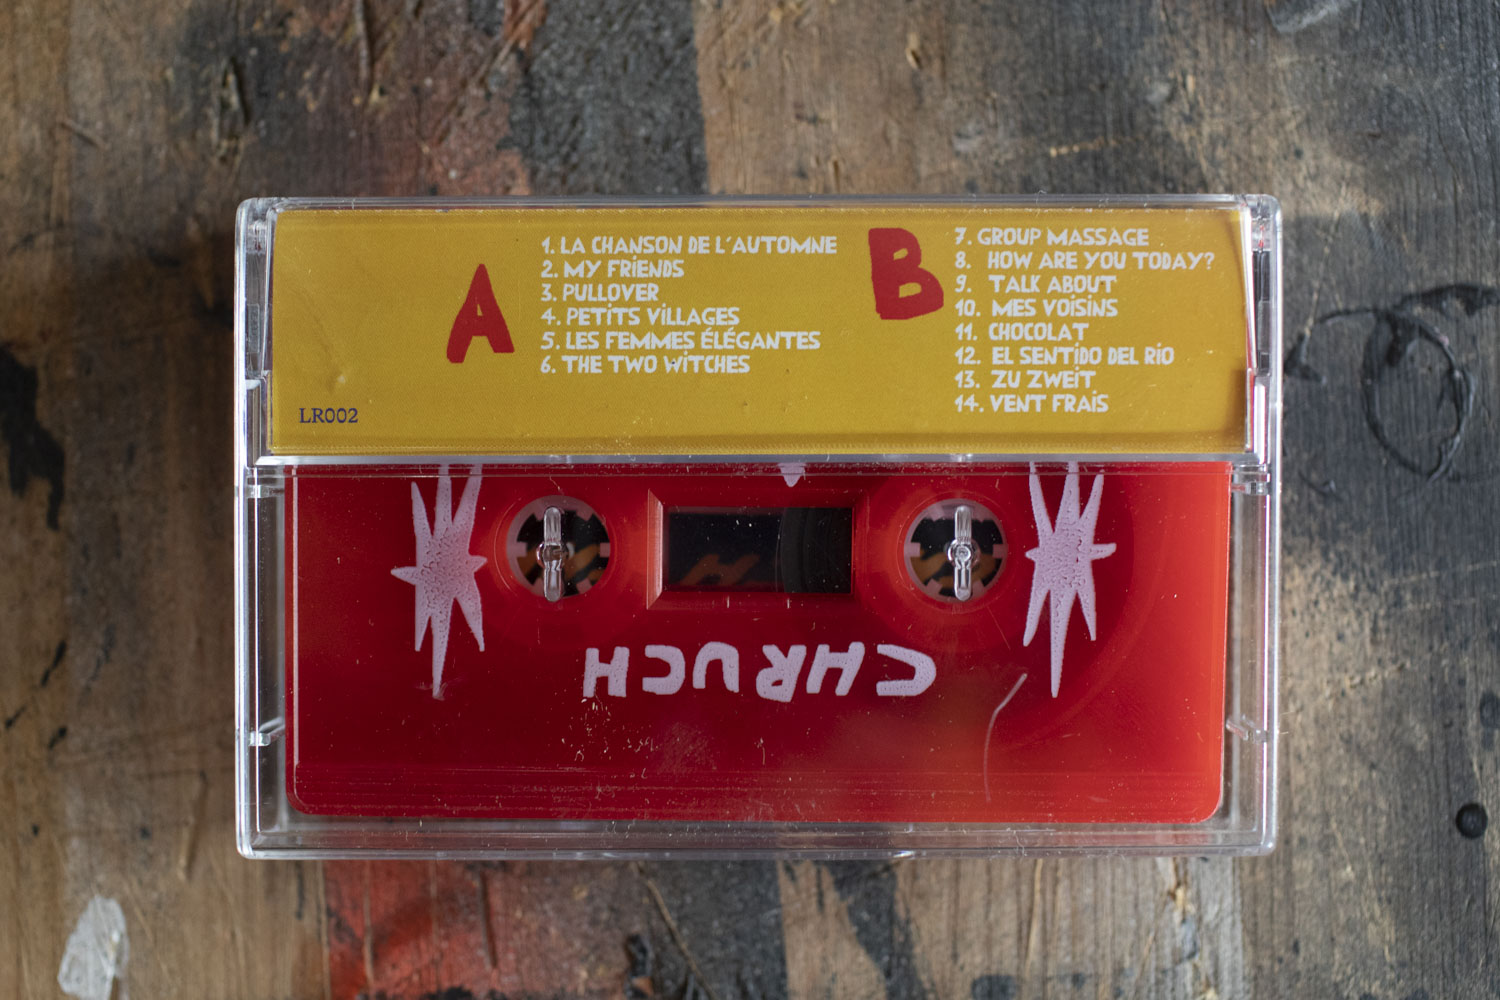 A
1. LA CHANSON DE L'AUTOMNE
2. MY FRIENDS
3. PULLOVER
4. PETITS VILLAGES
5. LES FEMMES ÉLÉGANTES
6. THE TWO WITCHES
B
7. GROUP MASSAGE
8. HOW ARE YOU TODAY?
9. TALK ABOUT
10. MES VOISINS
11. CHOCOLAT
12. EL SENTIDO DEL RIO
13. ZU ZWEIT
14. VENT FRAIS
LR002
CHRUCH